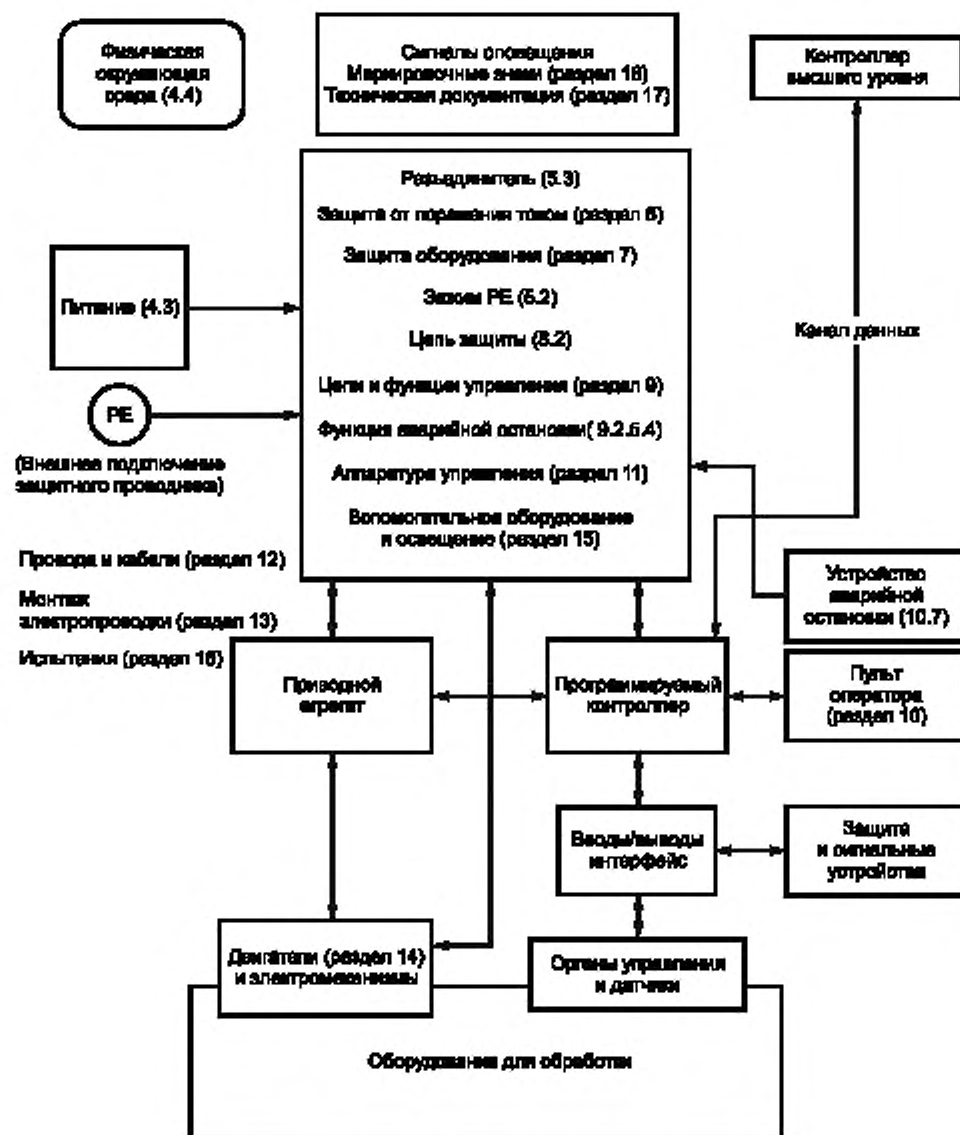 Физическая
окружающая
среда (4.4)
Сигналы оповещения
Маркировочные знаки (раздел 16)
Техническая документация (раздел 17)
Контроллер
высшего уровня
Разъединитель (5.3)
Защита от поражения током (раздел 6)
Защита оборудования (раздел 7)
Зажим PE (5.2)
Цепь защиты (8.2)
Цепи и функции управления (раздел 9)
Функция аварийной остановки( 9.2.5.4)
Аппаратура управления (раздел 11)
Вспомогательное оборудование
и освещение (раздел 15)
Питание (4.3)
PE
(Внешнее подключение
защитного проводника)
Канал данных
Провода и кабели (раздел 12)
Монтаж
электропроводки (раздел 13)
Испытания (раздел 18)
Устройство
аварийной
остановки (10.7)
Приводной
агрегат
Программируемый
контроллер
Пульт
оператора
(раздел 10)
Вводы/выводы
интерфейс
Защита
и сигнальные
устройства
Двигатели (раздел 14)
и электромеханизмы
Органы управления
и датчики
Оборудование для обработки